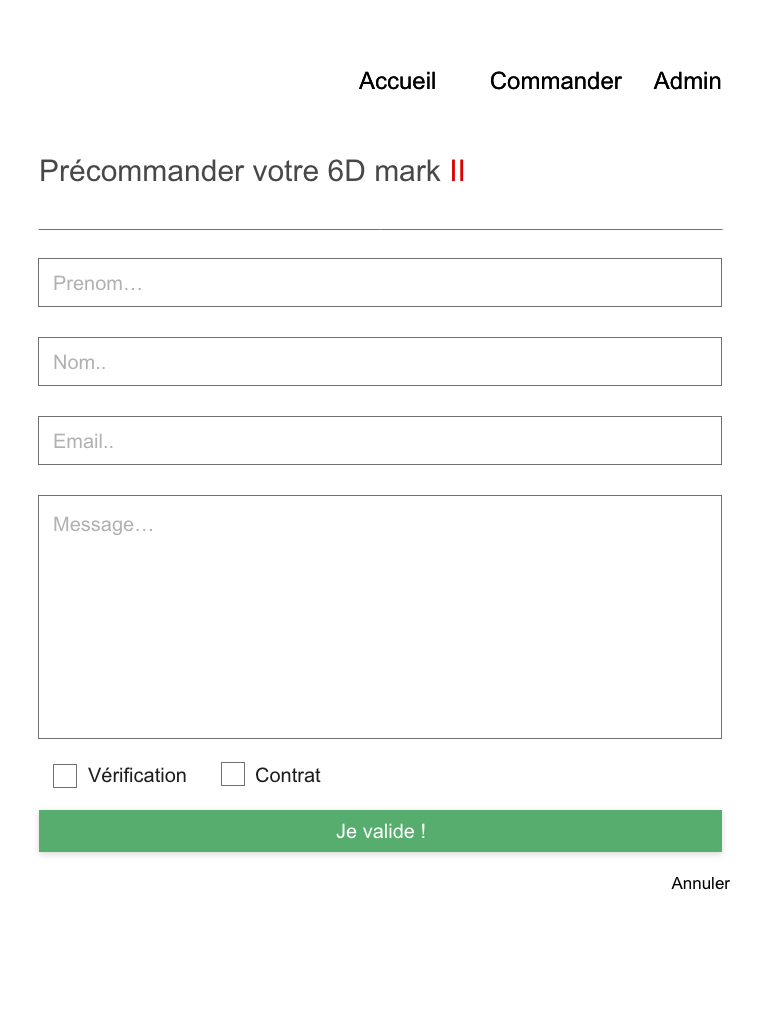 Accueil Commander Admin
Précommander votre 6D mark II
Prenom…
Nom..
Email..
Message…
Vérification Contrat
Je valide !
Annuler